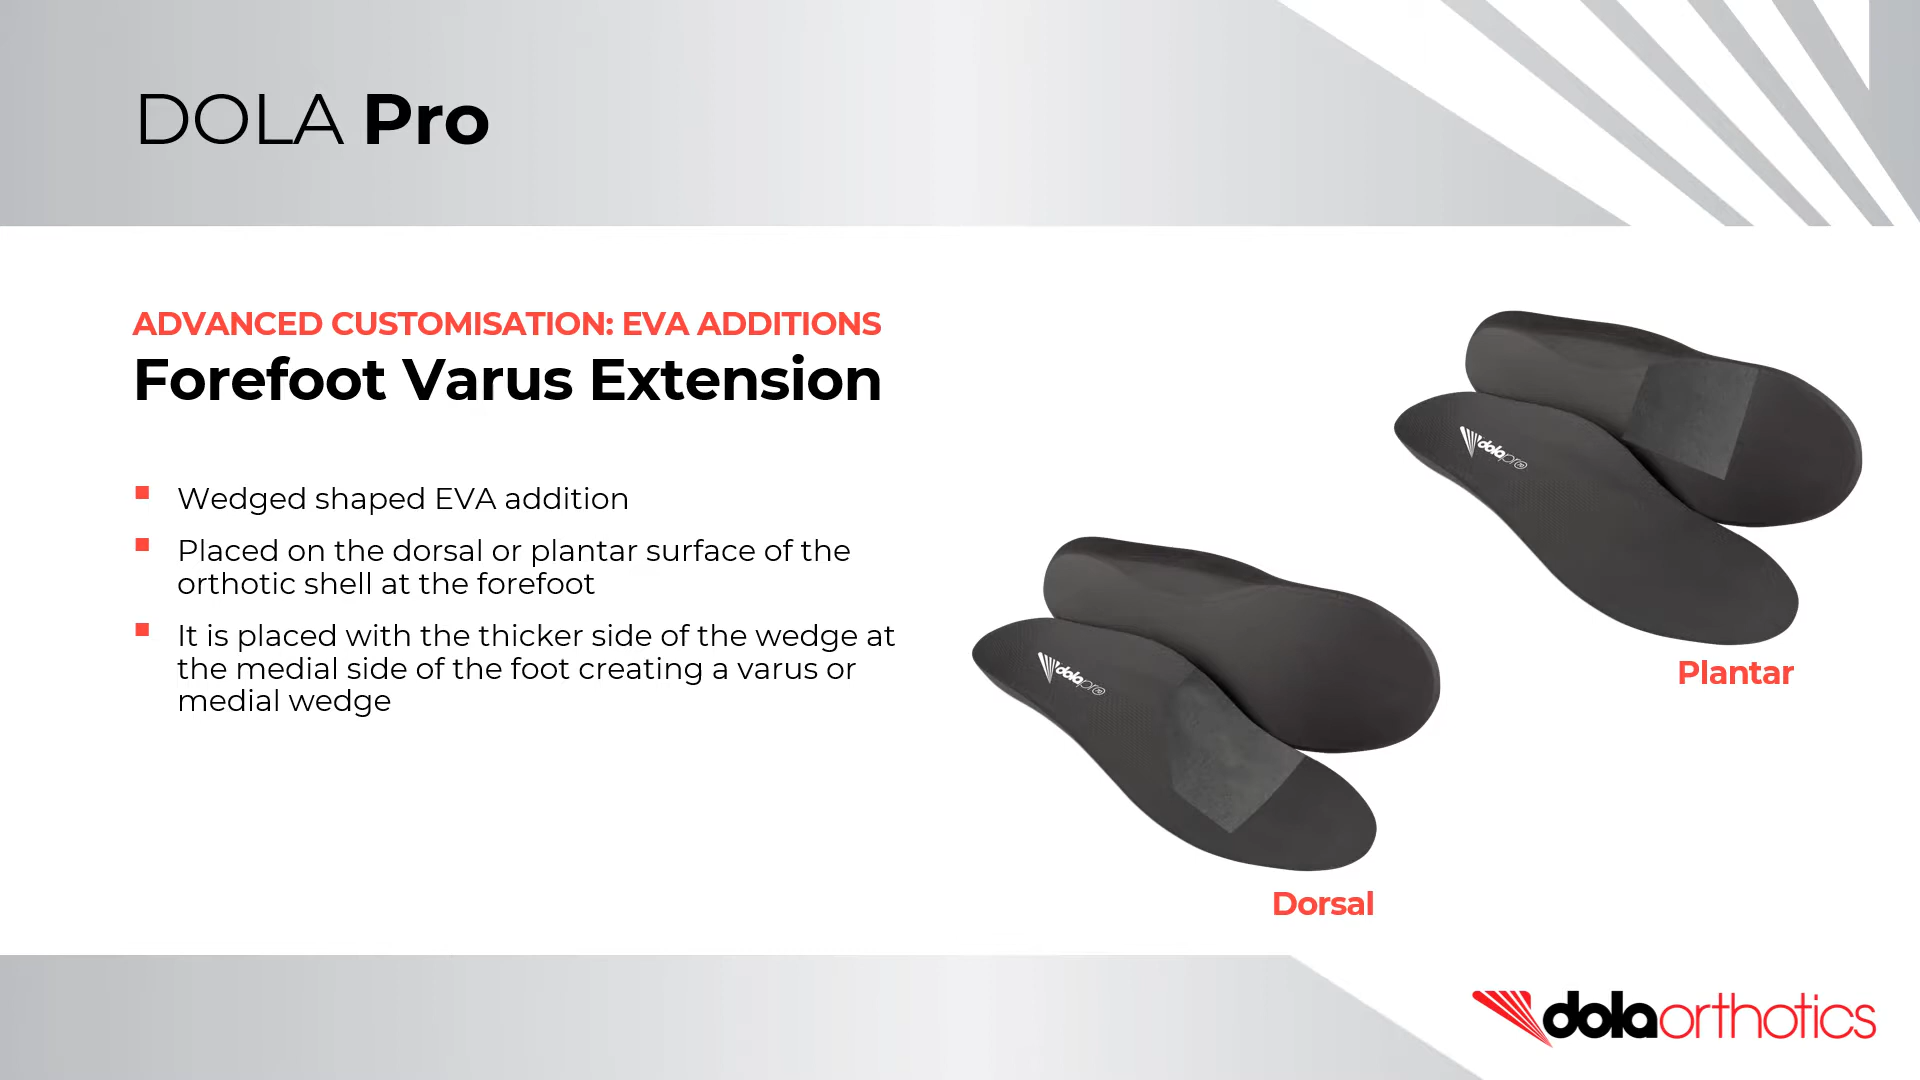 DOLA Pro
ADVANCED CUSTOMISATION: EVA ADDITIONS
Forefoot Varus Extension
Wedged shaped EVA addition
Placed on the dorsal or plantar surface of the
orthotic shell at the forefoot
It is placed with the thicker side of the wedge at
the medial side of the foot creating a varus or
medial wedge
dolapro
Plantar
dolapro
Dorsal
dolaorthotics